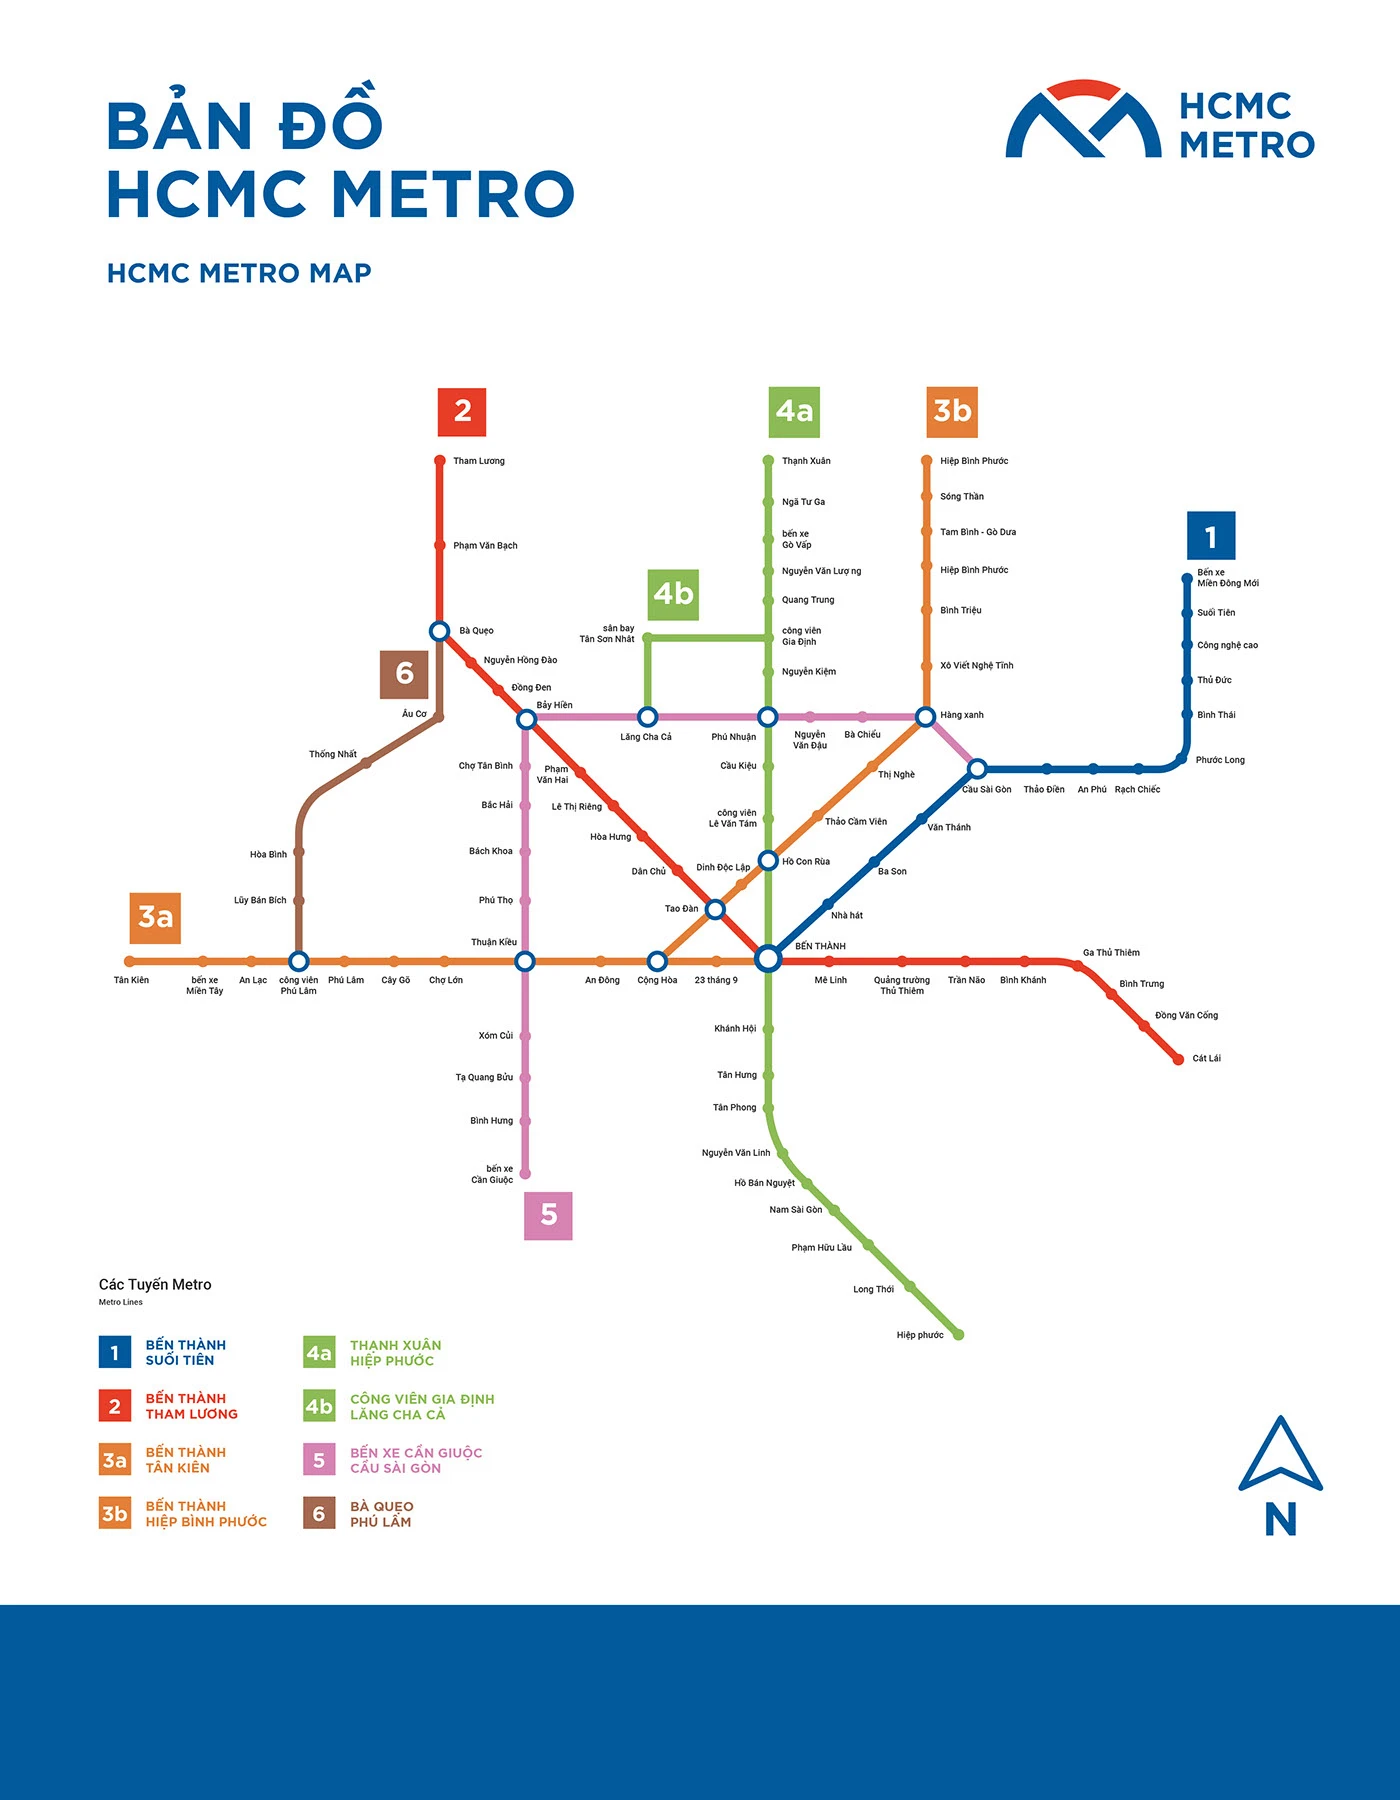 BẢN ĐỒ
HCMC METRO
HCMC METRO MAP
HCMC
METRO
2
4a
3b
1
4b
6
3a
5
Tham Lương
Phạm Văn Bạch
Bà Quẹo
Nguyễn Hồng Đào
Đồng Đen
Bảy Hiền
Phạm
Văn Hai
Lê Thị Riêng
Hòa Hưng
Dân Chủ
Tao Đàn
BẾN THÀNH
Mê Linh
Quảng trường
Thủ Thiêm
Trần Não
Bình Khánh
Ga Thủ Thiêm
Bình Trưng
Đồng Văn Cống
Cát Lái
Thạnh Xuân
Ngã Tư Ga
bến xe
Gò Vấp
Nguyễn Văn Lượ ng
Quang Trung
công viên
Gia Định
Nguyễn Kiệm
Phú Nhuận
Cầu Kiệu
công viên
Lê Văn Tám
Hồ Con Rùa
Khánh Hội
Tân Hưng
Tân Phong
Nguyễn Văn Linh
Hồ Bán Nguyệt
Nam Sài Gòn
Phạm Hữu Lầu
Long Thới
Hiệp phước
sân bay
Tân Sơn Nhất
Lăng Cha Cả
Nguyễn
Văn Đậu
Bà Chiểu
Hiệp Bình Phước
Sóng Thần
Tam Bình - Gò Dưa
Hiệp Bình Phước
Bình Triệu
Xô Viết Nghệ Tĩnh
Hàng xanh
Thị Nghè
Thảo Cầm Viên
Dinh Độc Lập
Bến xe
Miền Đông Mới
Suối Tiên
Công nghệ cao
Thủ Đức
Bình Thái
Phước Long
Rạch Chiếc
An Phú
Thảo Điền
Cầu Sài Gòn
Văn Thánh
Ba Son
Nhà hát
Âu Cơ
Thống Nhất
Hòa Bình
Lũy Bán Bích
Tân Kiên
bến xe
Miền Tây
An Lạc
công viên
Phú Lâm
Phú Lâm
Cây Gõ
Chợ Lớn
Thuận Kiều
An Đông
Cộng Hòa
23 tháng 9
Chợ Tân Bình
Bắc Hải
Bách Khoa
Phú Thọ
Xóm Củi
Tạ Quang Bửu
Bình Hưng
bến xe
Cần Giuộc
Các Tuyến Metro
Metro Lines
1
BẾN THÀNH
SUỐI TIÊN
2
BẾN THÀNH
THAM LƯƠNG
3a
BẾN THÀNH
TÂN KIÊN
3b
BẾN THÀNH
HIỆP BÌNH PHƯỚC
4a
THẠNH XUÂN
HIỆP PHƯỚC
4b
CÔNG VIÊN GIA ĐỊNH
LĂNG CHA CẢ
5
BẾN XE CẦN GIUỘC
CẦU SÀI GÒN
6
BÀ QUẸO
PHÚ LÂM
N